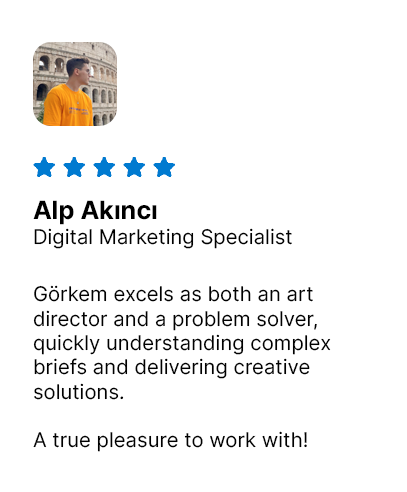 Alp Akıncı
Digital Marketing Specialist
Görkem excels as both an art
director and a problem solver,
quickly understanding complex
briefs and delivering creative
solutions.
A true pleasure to work with!